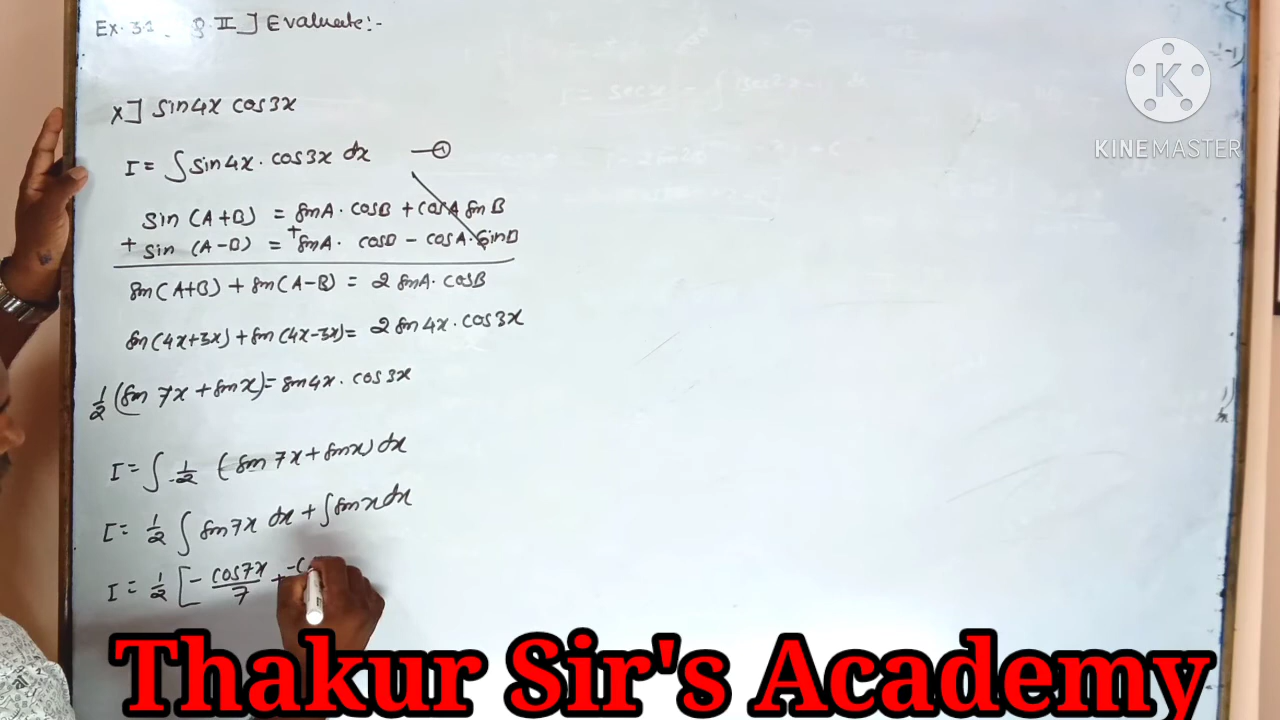 Ex. 3.1 Q. II] Evaluate:-
K
KINEMASTER
x] sin4x cos3x
I = ∫ sin4x · cos3x dx —①
sin (A+B) = sinA · cosB + cosA sinB
+ sin (A-B) = + sinA · cosB - cosA · sinB
sin(A+B) + sin(A-B) = 2 sinA · cosB
sin(4x+3x) + sin(4x-3x) = 2 sin4x · cos3x
1/2 (sin 7x + sinx) = sin4x · cos3x
I = ∫ 1/2 (sin 7x + sinx) dx
I = 1/2 ∫ sin7x dx + ∫ sinx dx
I = 1/2 [ - cos7x/7 + -c
Thakur Sir's Academy